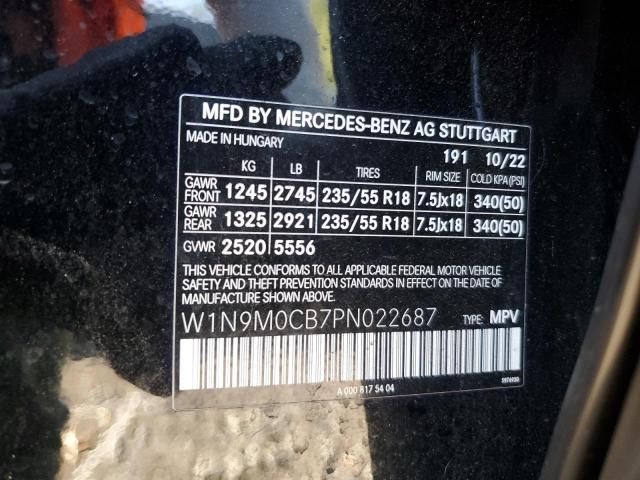 MFD BY MERCEDES-BENZ AG STUTTGART
MADE IN HUNGARY 191 10/22
KG LB TIRES RIM SIZE COLD KPA(PSI)
GAWR FRONT 1245 2745 235/55 R18 7.5Jx18 340(50)
GAWR REAR 1325 2921 235/55 R18 7.5Jx18 340(50)
GVWR 2520 5556
THIS VEHICLE CONFORMS TO ALL APPLICABLE FEDERAL MOTOR VEHICLE
SAFETY AND THEFT PREVENTION STANDARDS IN EFFECT ON THE DATE
OF MANUFACTURE SHOWN ABOVE.
W1N9M0CB7PN022687 TYPE: MPV
A 000 817 54 04